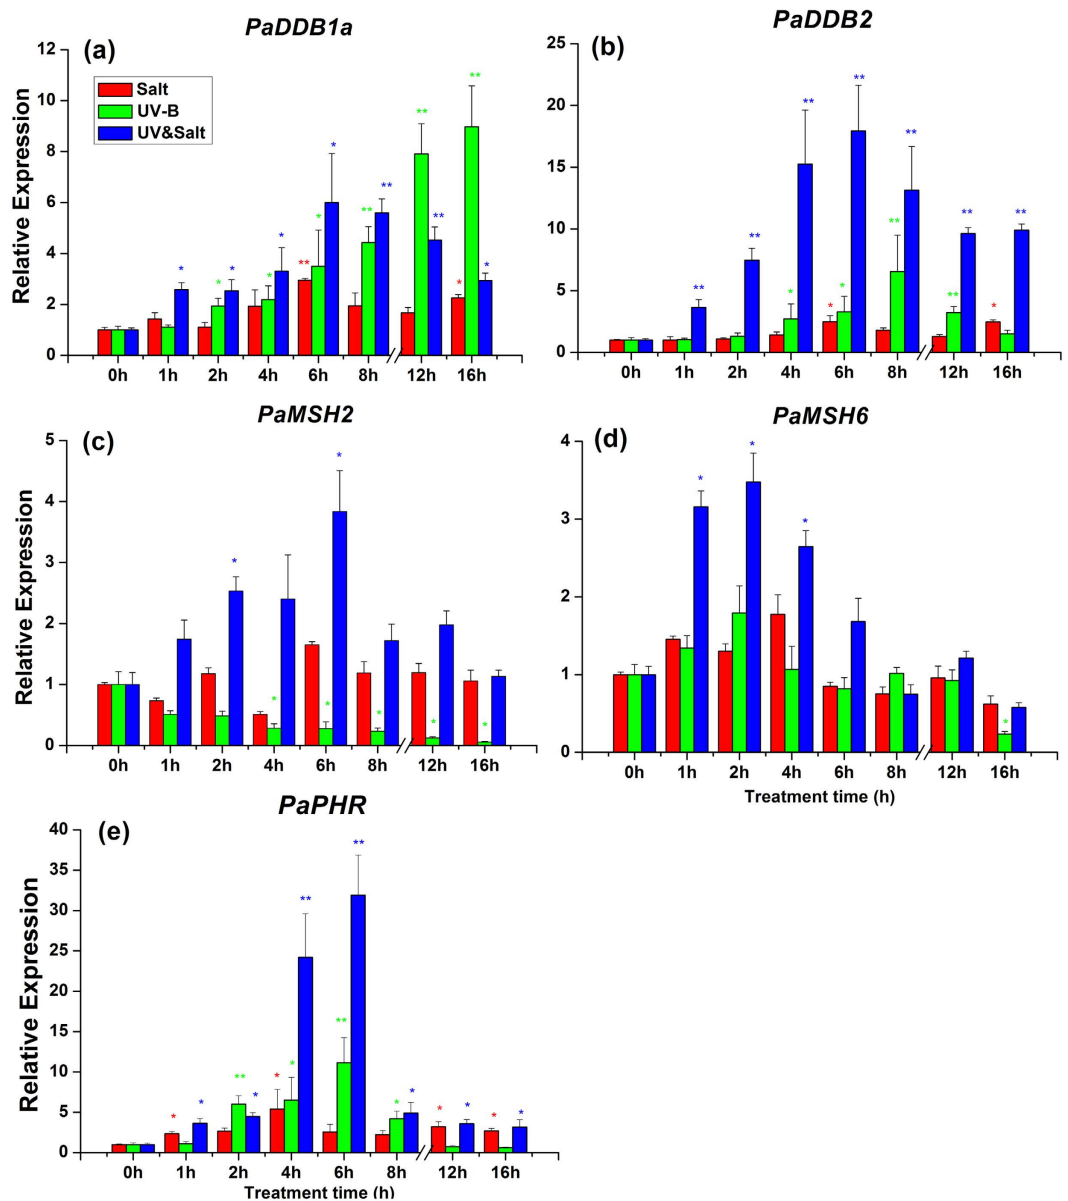 PaDDB1a
(a)
Salt
UV-B
UV&Salt
Relative Expression
12
10
8
6
4
2
0
* * * * * * * ** * * ** ** ** ** ** * *
0h 1h 2h 4h 6h 8h 12h 16h
PaDDB2
(b)
25
20
15
10
5
0
** ** * ** * * ** ** ** ** ** * **
0h 1h 2h 4h 6h 8h 12h 16h
PaMSH2
(c)
Relative Expression
5
4
3
2
1
0
* * * * * * *
0h 1h 2h 4h 6h 8h 12h 16h
PaMSH6
(d)
4
3
2
1
0
* * * *
0h 1h 2h 4h 6h 8h 12h 16h
Treatment time (h)
PaPHR
(e)
Relative Expression
40
35
30
25
20
15
10
5
0
* * ** * * * ** ** ** * * * * * *
0h 1h 2h 4h 6h 8h 12h 16h
Treatment time (h)